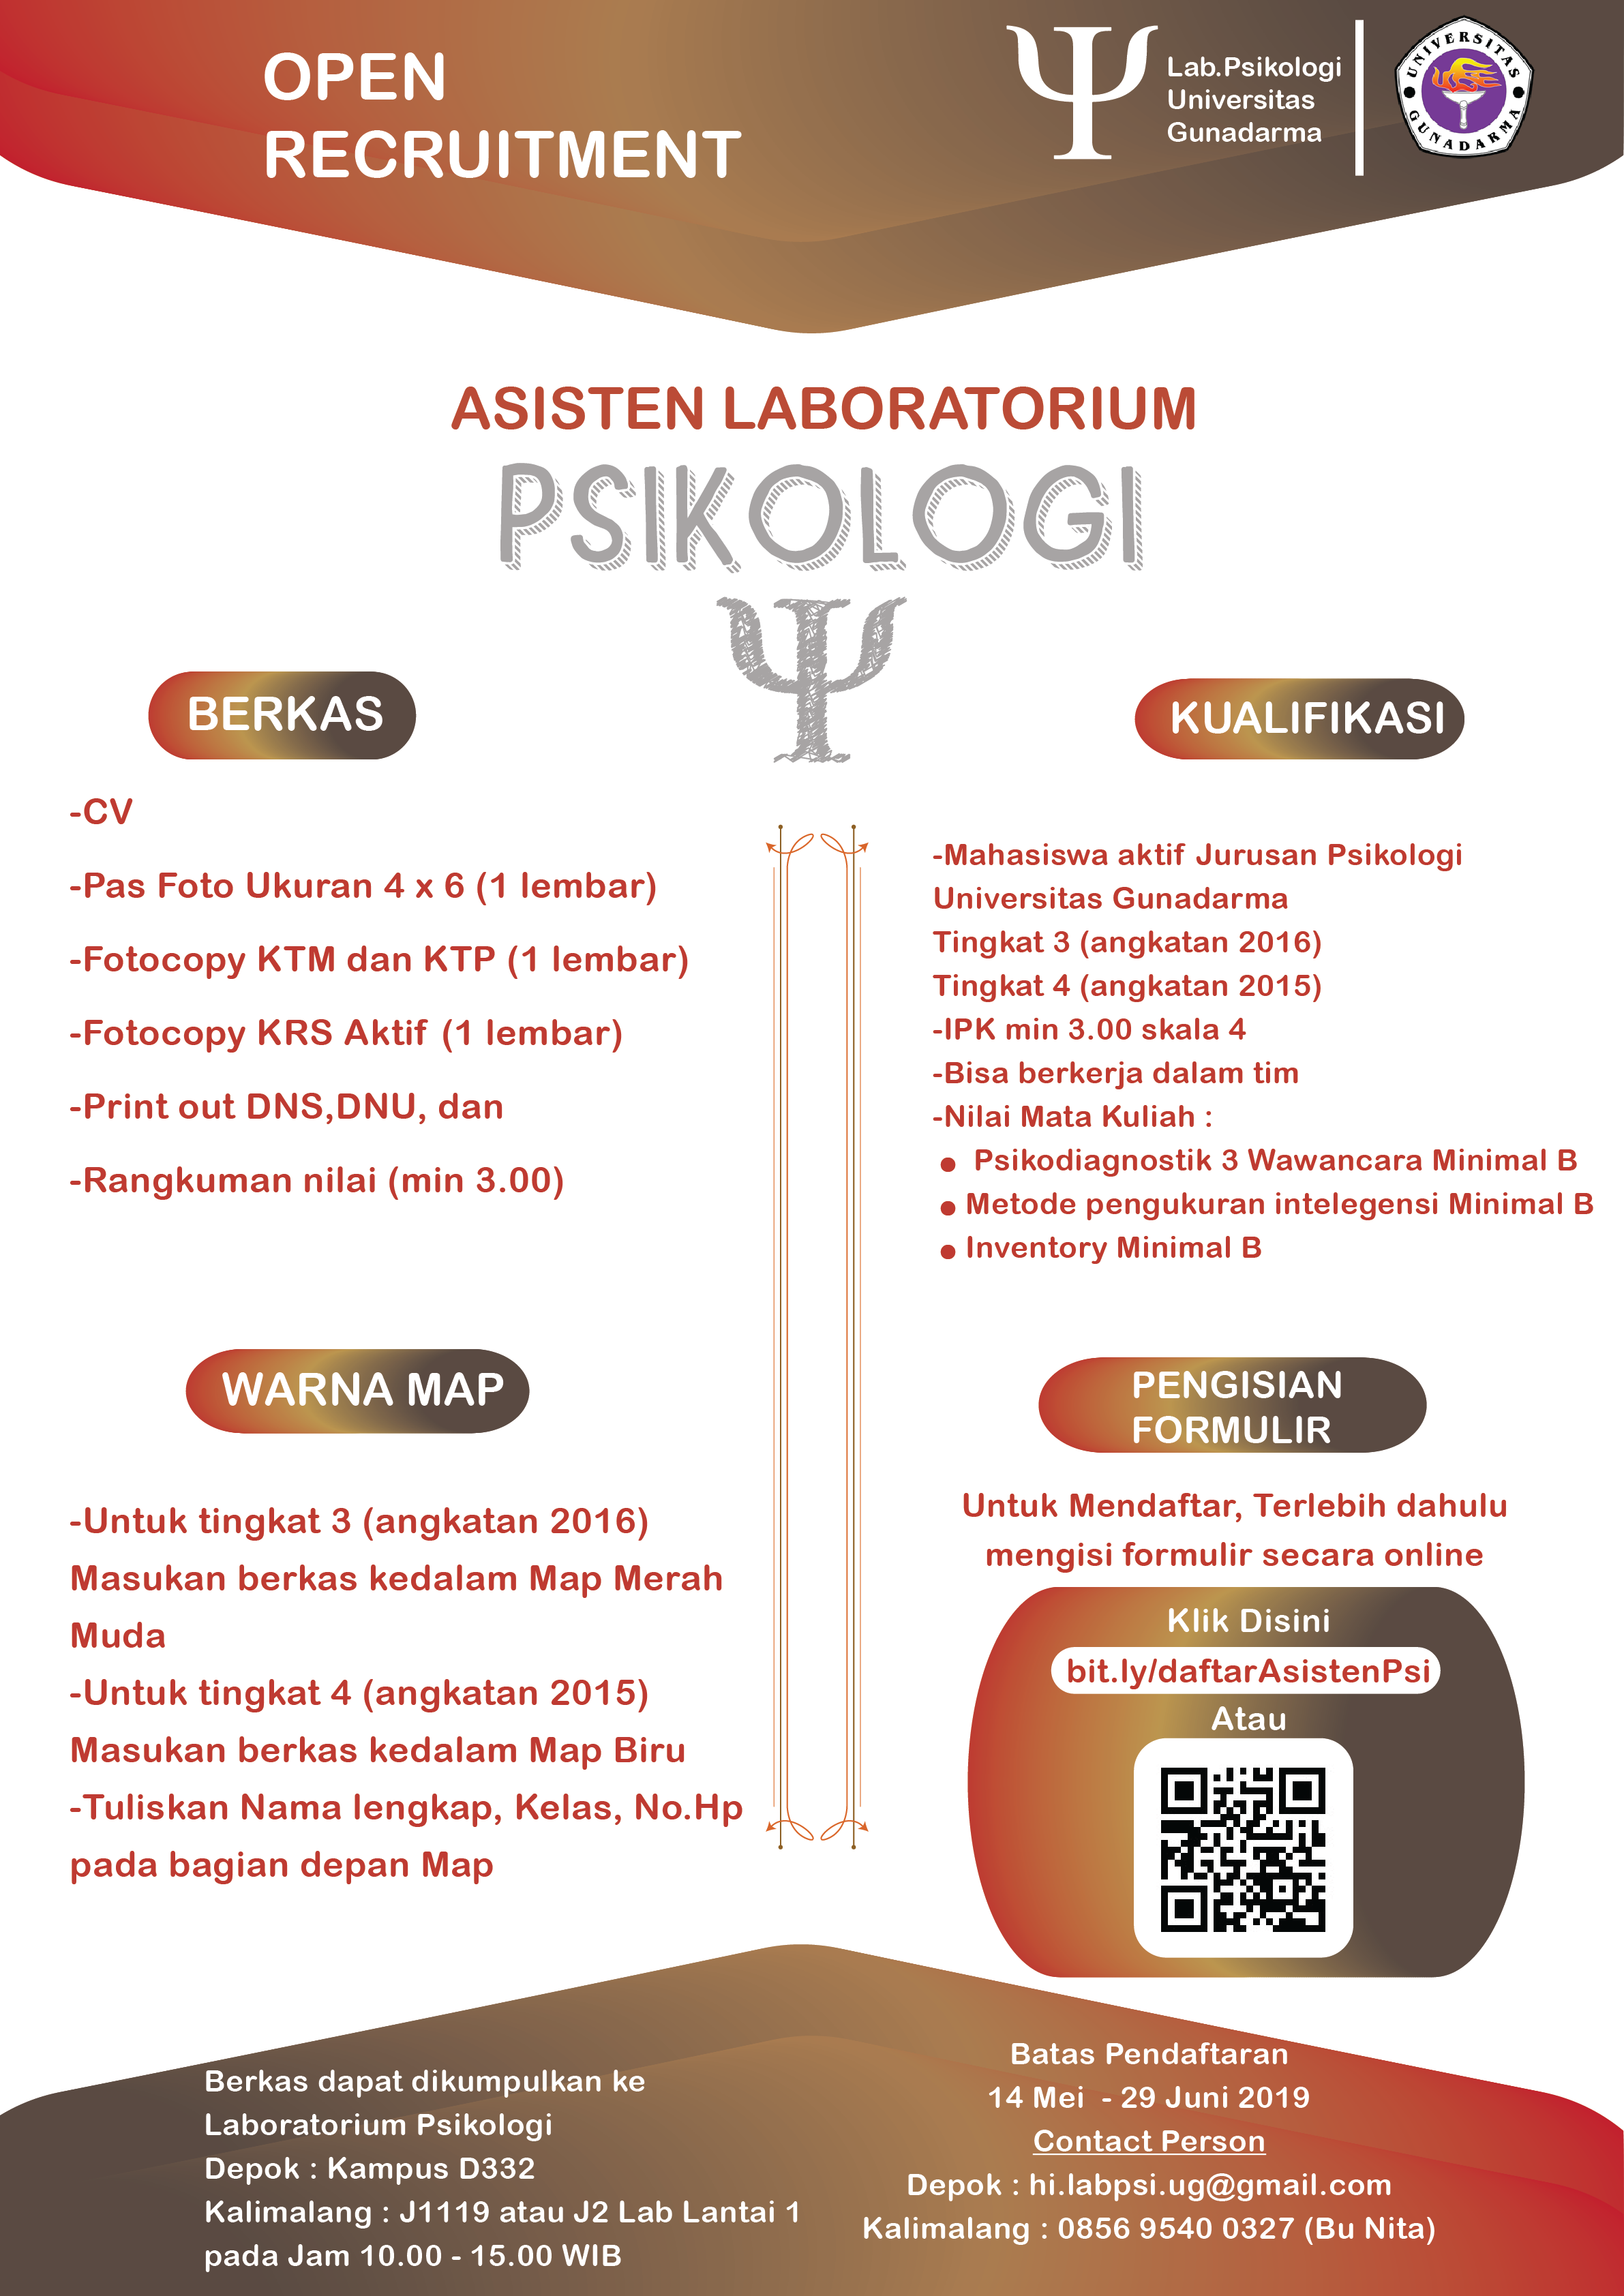 OPEN
RECRUITMENT
Ψ
Lab.Psikologi
Universitas
Gunadarma
UNIVERSITAS
GUNADARMA
ASISTEN LABORATORIUM
PSIKOLOGI
Ψ
BERKAS
-CV
-Pas Foto Ukuran 4 x 6 (1 lembar)
-Fotocopy KTM dan KTP (1 lembar)
-Fotocopy KRS Aktif (1 lembar)
-Print out DNS,DNU, dan
-Rangkuman nilai (min 3.00)
KUALIFIKASI
-Mahasiswa aktif Jurusan Psikologi
Universitas Gunadarma
Tingkat 3 (angkatan 2016)
Tingkat 4 (angkatan 2015)
-IPK min 3.00 skala 4
-Bisa berkerja dalam tim
-Nilai Mata Kuliah :
● Psikodiagnostik 3 Wawancara Minimal B
● Metode pengukuran intelegensi Minimal B
● Inventory Minimal B
WARNA MAP
-Untuk tingkat 3 (angkatan 2016)
Masukan berkas kedalam Map Merah
Muda
-Untuk tingkat 4 (angkatan 2015)
Masukan berkas kedalam Map Biru
-Tuliskan Nama lengkap, Kelas, No.Hp
pada bagian depan Map
PENGISIAN
FORMULIR
Untuk Mendaftar, Terlebih dahulu
mengisi formulir secara online
Klik Disini
bit.ly/daftarAsistenPsi
Atau
Berkas dapat dikumpulkan ke
Laboratorium Psikologi
Depok : Kampus D332
Kalimalang : J1119 atau J2 Lab Lantai 1
pada Jam 10.00 - 15.00 WIB
Batas Pendaftaran
14 Mei  - 29 Juni 2019
Contact Person
Depok : hi.labpsi.ug@gmail.com
Kalimalang : 0856 9540 0327 (Bu Nita)